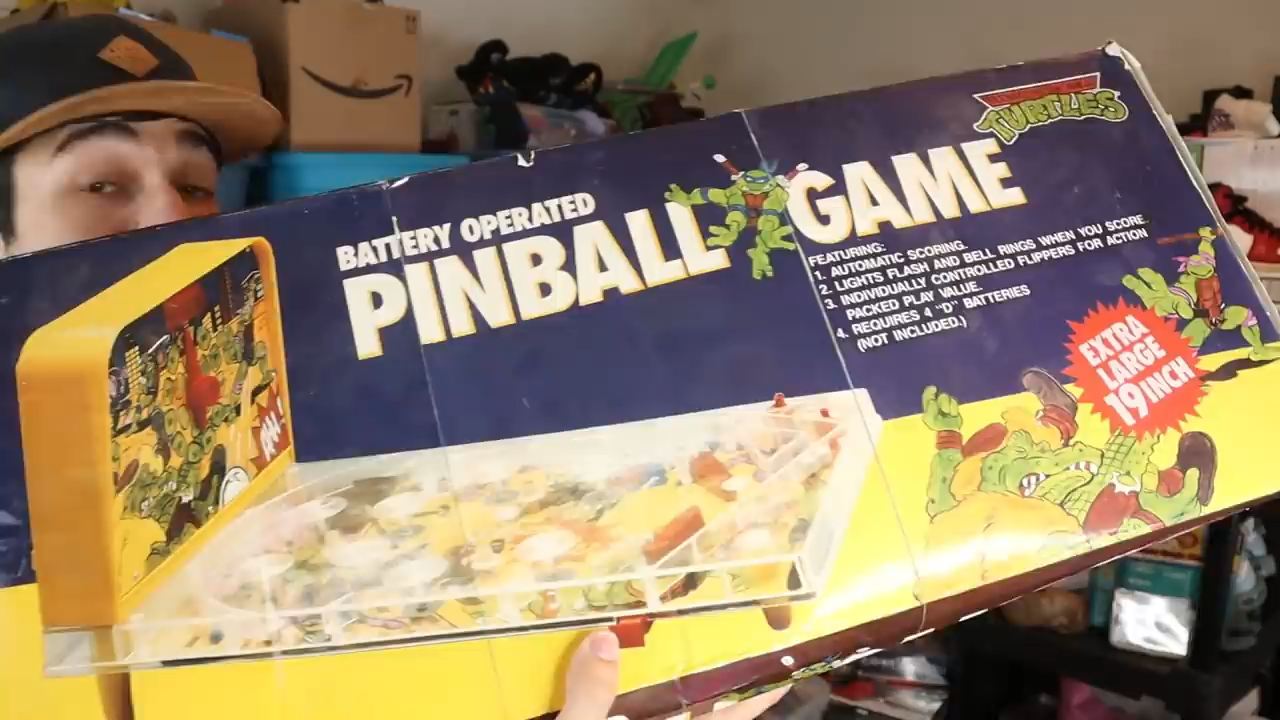 TURTLES
BATTERY OPERATED
PINBALL GAME
FEATURING:
1. AUTOMATIC SCORING.
2. LIGHTS FLASH AND BELL RINGS WHEN YOU SCORE.
3. INDIVIDUALLY CONTROLLED FLIPPERS FOR ACTION
PACKED PLAY VALUE.
4. REQUIRES 4 "D" BATTERIES
(NOT INCLUDED.)
EXTRA
LARGE
19 INCH